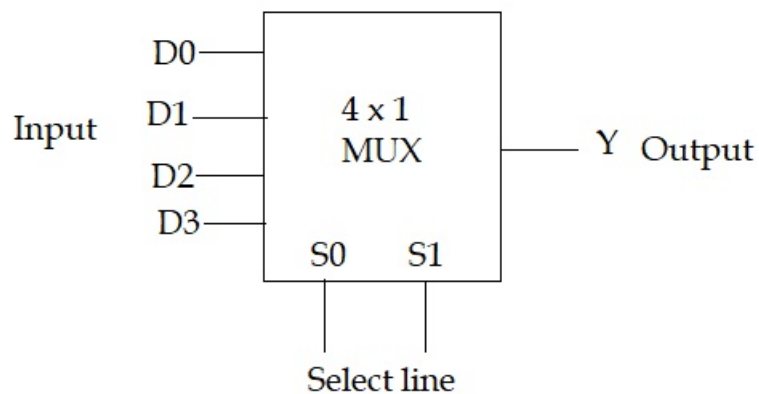 D0
Input D1
D2
D3
4 x 1
MUX
S0 S1
Y Output
Select line